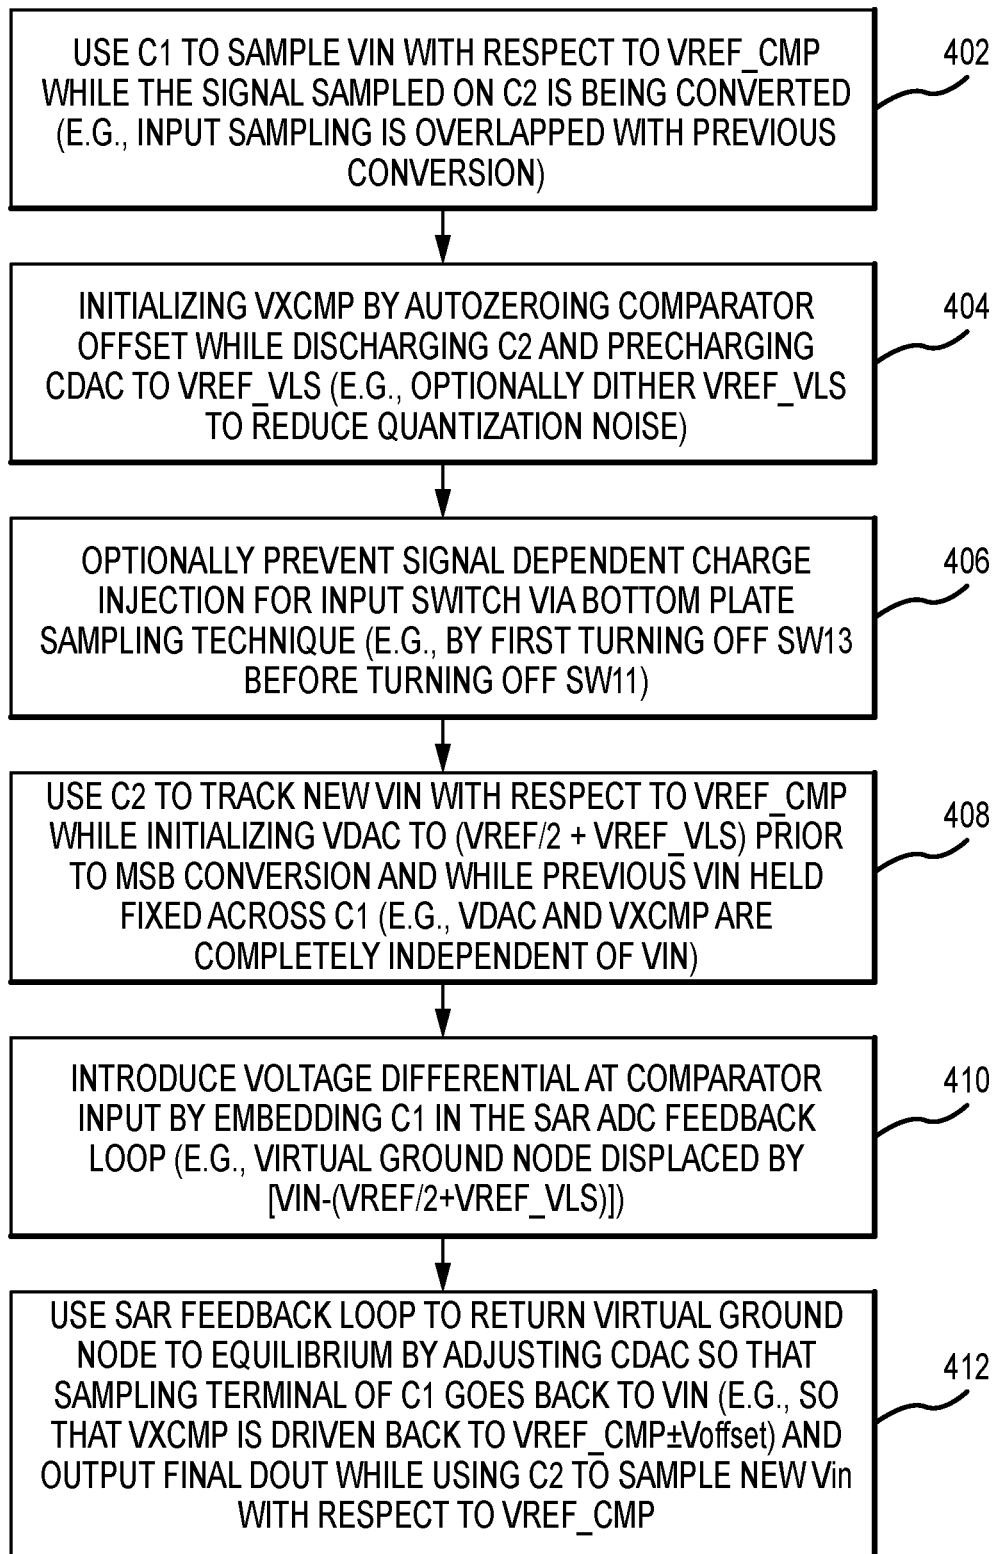 USE C1 TO SAMPLE VIN WITH RESPECT TO VREF_CMP
WHILE THE SIGNAL SAMPLED ON C2 IS BEING CONVERTED
(E.G., INPUT SAMPLING IS OVERLAPPED WITH PREVIOUS
CONVERSION)
402
INITIALIZING VXCMP BY AUTOZEROING COMPARATOR
OFFSET WHILE DISCHARGING C2 AND PRECHARGING
CDAC TO VREF_VLS (E.G., OPTIONALLY DITHER VREF_VLS
TO REDUCE QUANTIZATION NOISE)
404
OPTIONALLY PREVENT SIGNAL DEPENDENT CHARGE
INJECTION FOR INPUT SWITCH VIA BOTTOM PLATE
SAMPLING TECHNIQUE (E.G., BY FIRST TURNING OFF SW13
BEFORE TURNING OFF SW11)
406
USE C2 TO TRACK NEW VIN WITH RESPECT TO VREF_CMP
WHILE INITIALIZING VDAC TO (VREF/2 + VREF_VLS) PRIOR
TO MSB CONVERSION AND WHILE PREVIOUS VIN HELD
FIXED ACROSS C1 (E.G., VDAC AND VXCMP ARE
COMPLETELY INDEPENDENT OF VIN)
408
INTRODUCE VOLTAGE DIFFERENTIAL AT COMPARATOR
INPUT BY EMBEDDING C1 IN THE SAR ADC FEEDBACK
LOOP (E.G., VIRTUAL GROUND NODE DISPLACED BY
[VIN-(VREF/2+VREF_VLS)])
410
USE SAR FEEDBACK LOOP TO RETURN VIRTUAL GROUND
NODE TO EQUILIBRIUM BY ADJUSTING CDAC SO THAT
SAMPLING TERMINAL OF C1 GOES BACK TO VIN (E.G., SO
THAT VXCMP IS DRIVEN BACK TO VREF_CMP±Voffset) AND
OUTPUT FINAL DOUT WHILE USING C2 TO SAMPLE NEW Vin
WITH RESPECT TO VREF_CMP
412